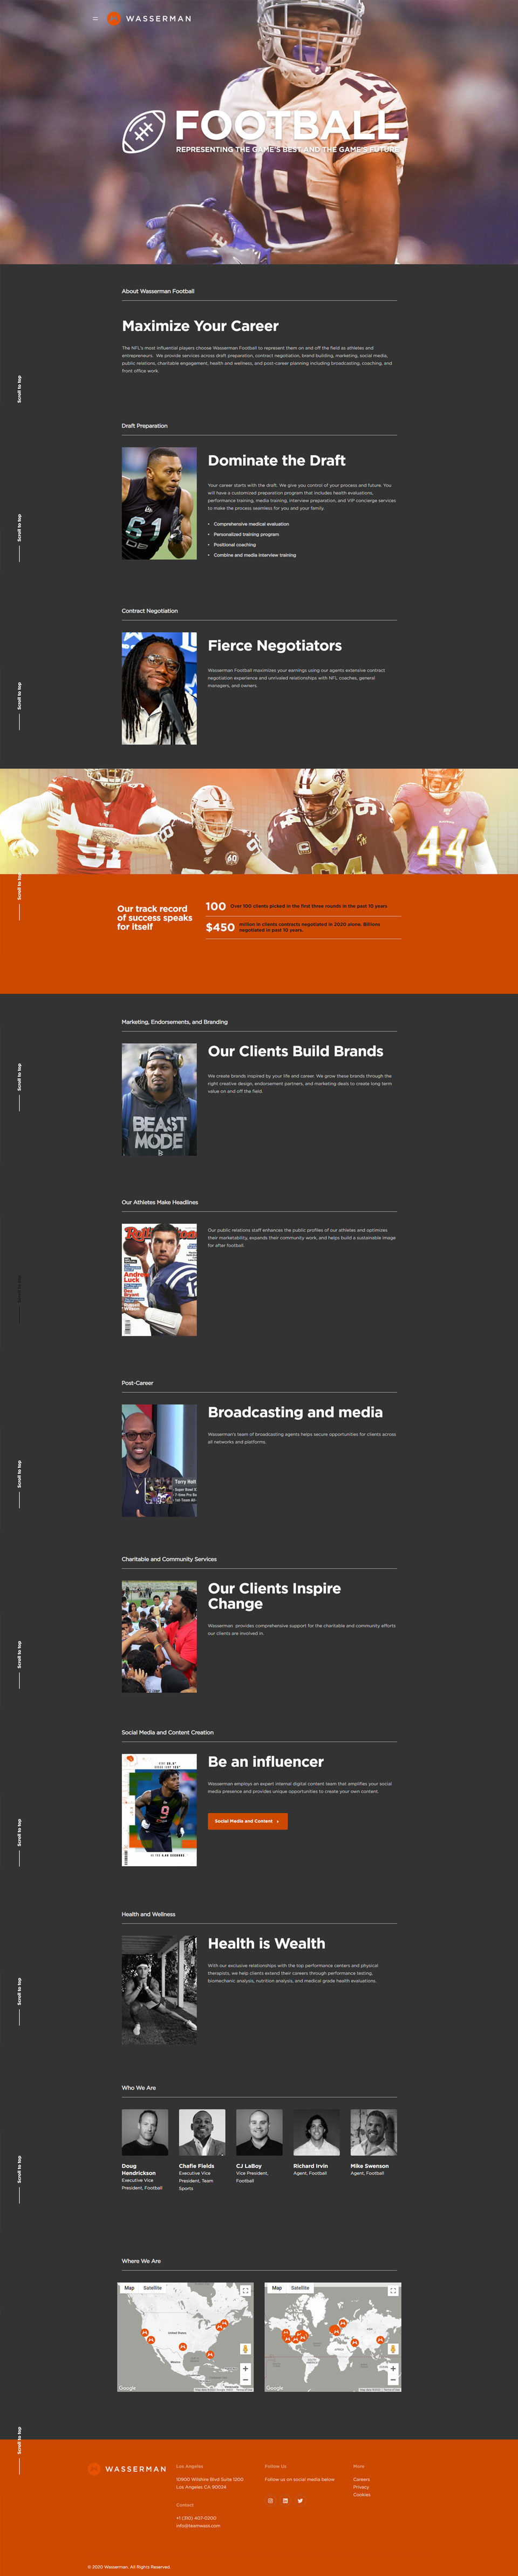 WASSERMAN
FOOTBALL
REPRESENTING THE GAME'S BEST AND THE GAME'S FUTURE
About Wasserman Football
Maximize Your Career
The NFL's most influential players choose Wasserman Football to represent them on and off the field as athletes and
entrepreneurs. We provide services across draft preparation, contract negotiation, brand building, marketing, social media,
public relations, charitable engagement, health and wellness, and post-career planning including broadcasting, coaching, and
front office work.
Scroll to top
Draft Preparation
Dominate the Draft
Your career starts with the draft. We give you control of your process and future. You
will have a customized preparation program that includes health evaluations,
performance training, media training, interview preparation, and VIP concierge services
to make the process seamless for you and your family.
• Comprehensive medical evaluation
• Personalized training program
• Positional coaching
• Combine and media interview training
61
Scroll to top
Contract Negotiation
Fierce Negotiators
Wasserman Football maximizes your earnings using our agents extensive contract
negotiation experience and unrivaled relationships with NFL coaches, general
managers, and owners.
Scroll to top
94
44
Scroll to top
Our track record
of success speaks
for itself
100 Over 100 clients picked in the first three rounds in the past 10 years
$450 million in clients contracts negotiated in 2020 alone. Billions
negotiated in past 10 years.
Marketing, Endorsements, and Branding
Our Clients Build Brands
We create brands inspired by your life and career. We grow these brands through the
right creative design, endorsement partners, and marketing deals to create long-term
value on and off the field.
BEAST
MODE
Scroll to top
Our Athletes Make Headlines
Our public relations staff enhances the public profiles of our athletes and optimizes
their marketability, expands their community work, and helps build a sustainable image
for after football.
Andrew
Luck
Dez
Bryant
Russell
Wilson
Scroll to top
Post-Career
Broadcasting and media
Wasserman's team of broadcasting agents helps secure opportunities for clients across
all networks and platforms.
Torry Holt
Scroll to top
Charitable and Community Services
Our Clients Inspire
Change
Wasserman provides comprehensive support for the charitable and community efforts
our clients are involved in.
Scroll to top
Social Media and Content Creation
Be an influencer
Wasserman employs an expert internal digital content team that amplifies your social
media presence and provides unique opportunities to create your own content.
Social Media and Content ›
9
Scroll to top
Health and Wellness
Health is Wealth
With our exclusive relationships with the top performance centers and physical
therapists, we help clients extend their careers through performance testing,
biomechanic analysis, nutrition analysis, and medical grade health evaluations.
Scroll to top
Who We Are
Doug
Hendrickson
Executive Vice
President, Football
Chafie Fields
Executive Vice
President, Team
Sports
CJ LaBoy
Vice President,
Football
Richard Irvin
Agent, Football
Mike Swenson
Agent, Football
Scroll to top
Where We Are
Map Satellite
United States
Mexico
Google
Map Satellite
Google
Scroll to top
WASSERMAN
Los Angeles
10900 Wilshire Blvd Suite 1200
Los Angeles CA 90024
Contact
+1 (310) 407-0200
info@teamwass.com
Follow Us
Follow us on social media below
More
Careers
Privacy
Cookies
© 2020 Wasserman. All Rights Reserved.